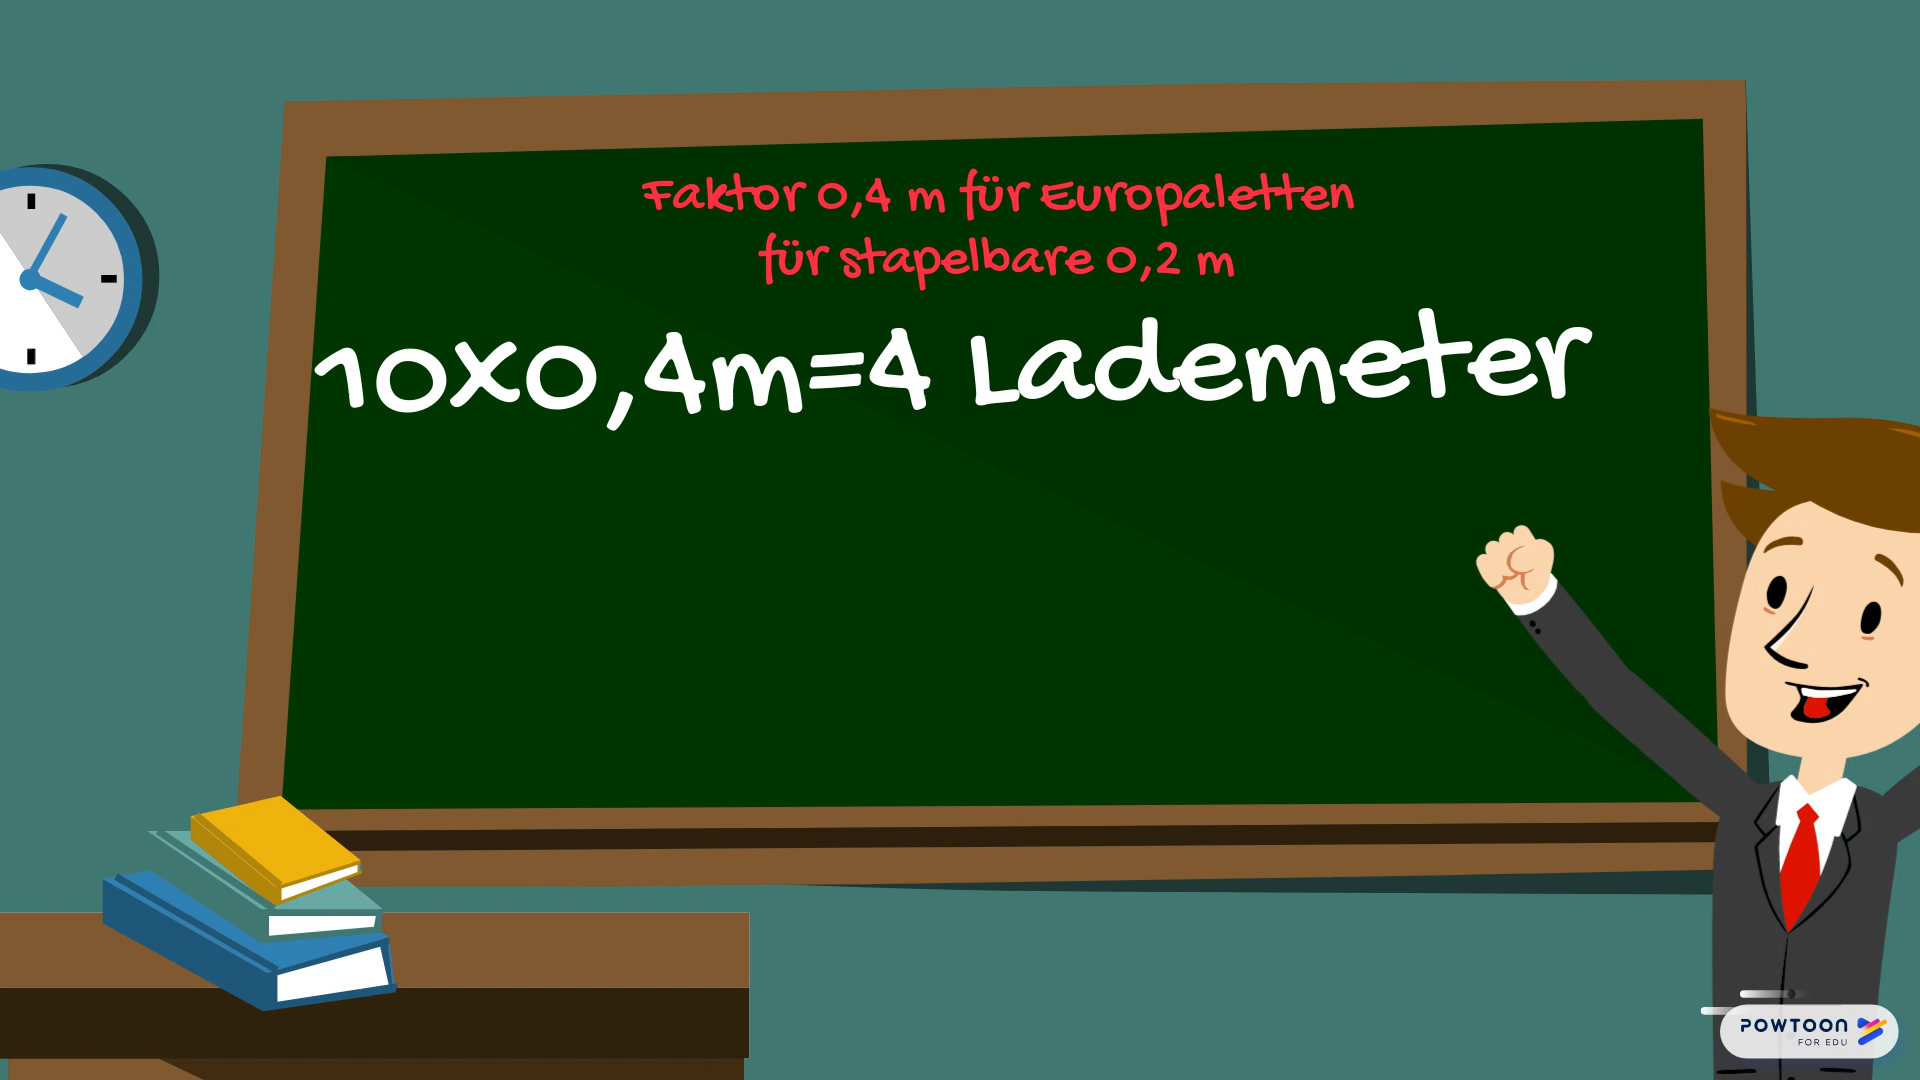 Faktor 0,4 m für Europaletten
für stapelbare 0,2 m
10x0,4m=4 Lademeter
POWTOON
FOR EDU